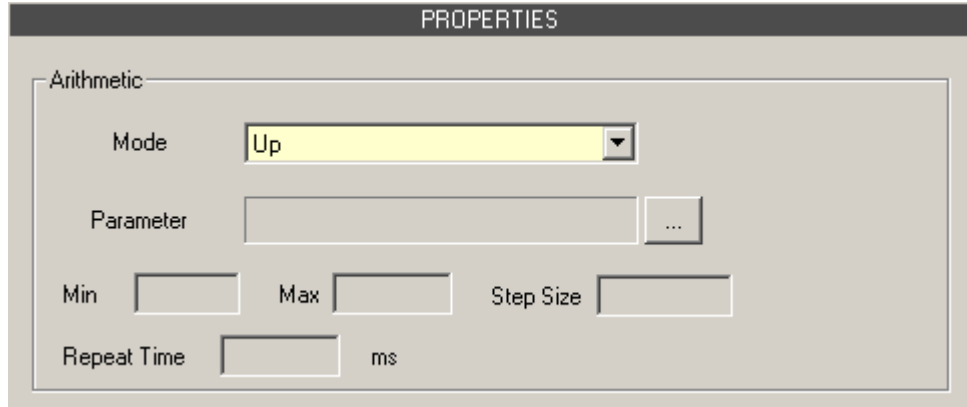 PROPERTIES
Arithmetic
Mode Up
Parameter ...
Min Max Step Size
Repeat Time ms